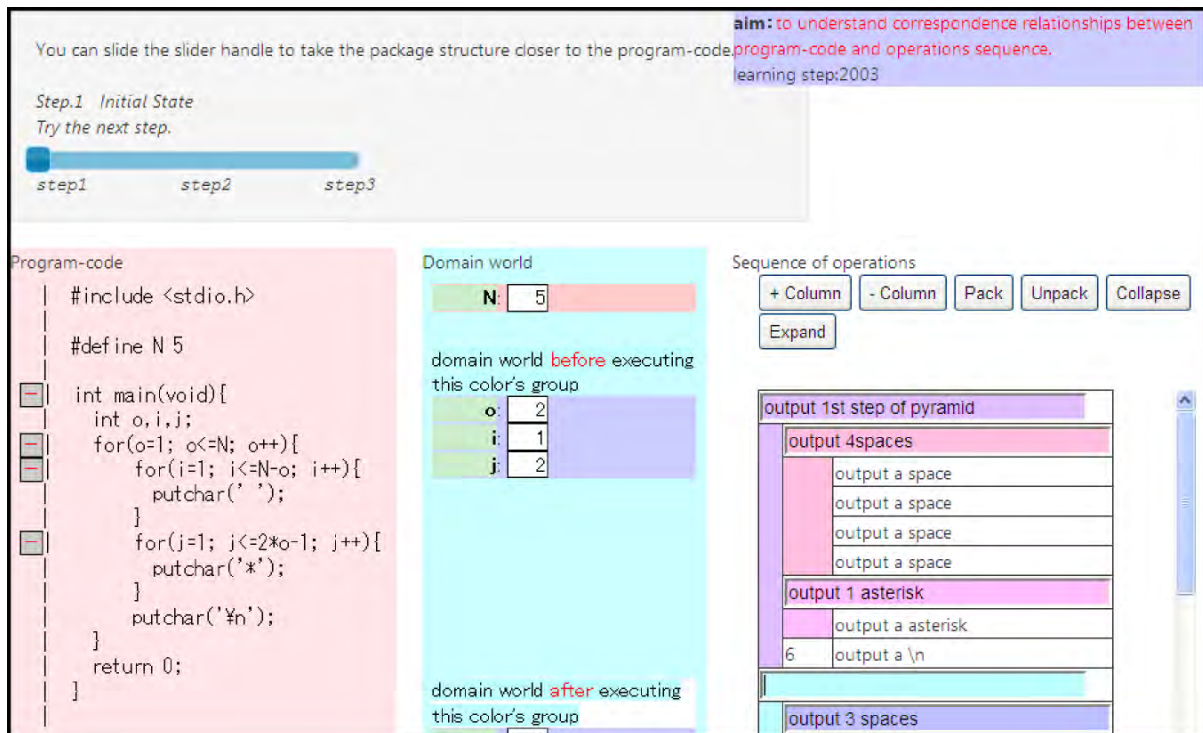 aim: to understand correspondence relationships between
You can slide the slider handle to take the package structure closer to the program-code.
program-code and operations sequence.
learning step:2003
Step.1 Initial State
Try the next step.
step1 step2 step3
Program-code
#include <stdio.h>
#define N 5
int main(void){
int o,i,j;
for(o=1; o<=N; o++){
for(i=1; i<=N-o; i++){
putchar(' ');
}
for(j=1; j<=2*o-1; j++){
putchar('*');
}
putchar('¥n');
}
return 0;
}
Domain world
N: 5
domain world before executing
this color's group
o: 2
i: 1
j: 2
domain world after executing
this color's group
Sequence of operations
+ Column - Column Pack Unpack Collapse
Expand
output 1st step of pyramid
output 4spaces
output a space
output a space
output a space
output a space
output 1 asterisk
output a asterisk
6 output a \n
output 3 spaces